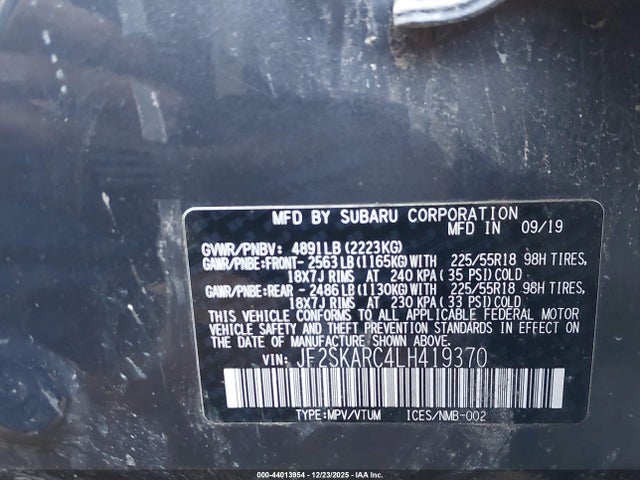 MFD BY SUBARU CORPORATION
MFD IN 09/19
GVWR/PNBV: 4891LB (2223KG)
GAWR/PNBE:FRONT- 2563LB (1165KG) WITH 225/55R18 98H TIRES,
18X7J RIMS AT 240 KPA ( 35 PSI) COLD
GAWR/PNBE:REAR - 2486LB (1130KG) WITH 225/55R18 98H TIRES,
18X7J RIMS AT 230 KPA ( 33 PSI) COLD
THIS VEHICLE CONFORMS TO ALL APPLICABLE FEDERAL MOTOR
VEHICLE SAFETY AND THEFT PREVENTION STANDARDS IN EFFECT ON
THE DATE OF MANUFACTURE SHOWN ABOVE.
VIN: JF2SKARC4LH419370
TYPE:MPV/VTUM ICES/NMB-002
000-44013954 - 12/23/2025 - IAA Inc.